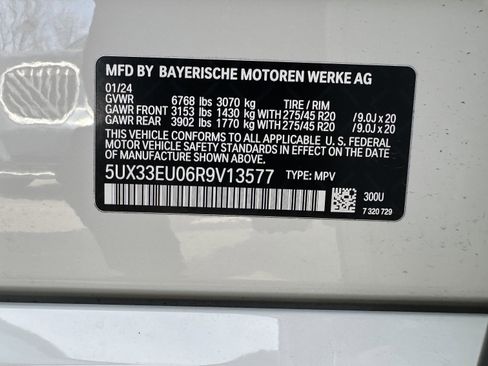 MFD BY BAYERISCHE MOTOREN WERKE AG
01/24
GVWR 6768 lbs 3070 kg TIRE / RIM
GAWR FRONT 3153 lbs 1430 kg WITH 275/45 R20 /9.0J x 20
GAWR REAR 3902 lbs 1770 kg WITH 275/45 R20 /9.0J x 20
THIS VEHICLE CONFORMS TO ALL APPLICABLE U. S. FEDERAL
MOTOR VEHICLE SAFETY STANDARDS IN EFFECT ON THE
DATE OF MANUFACTURE SHOWN ABOVE.
5UX33EU06R9V13577 TYPE: MPV
300U
7 320 729